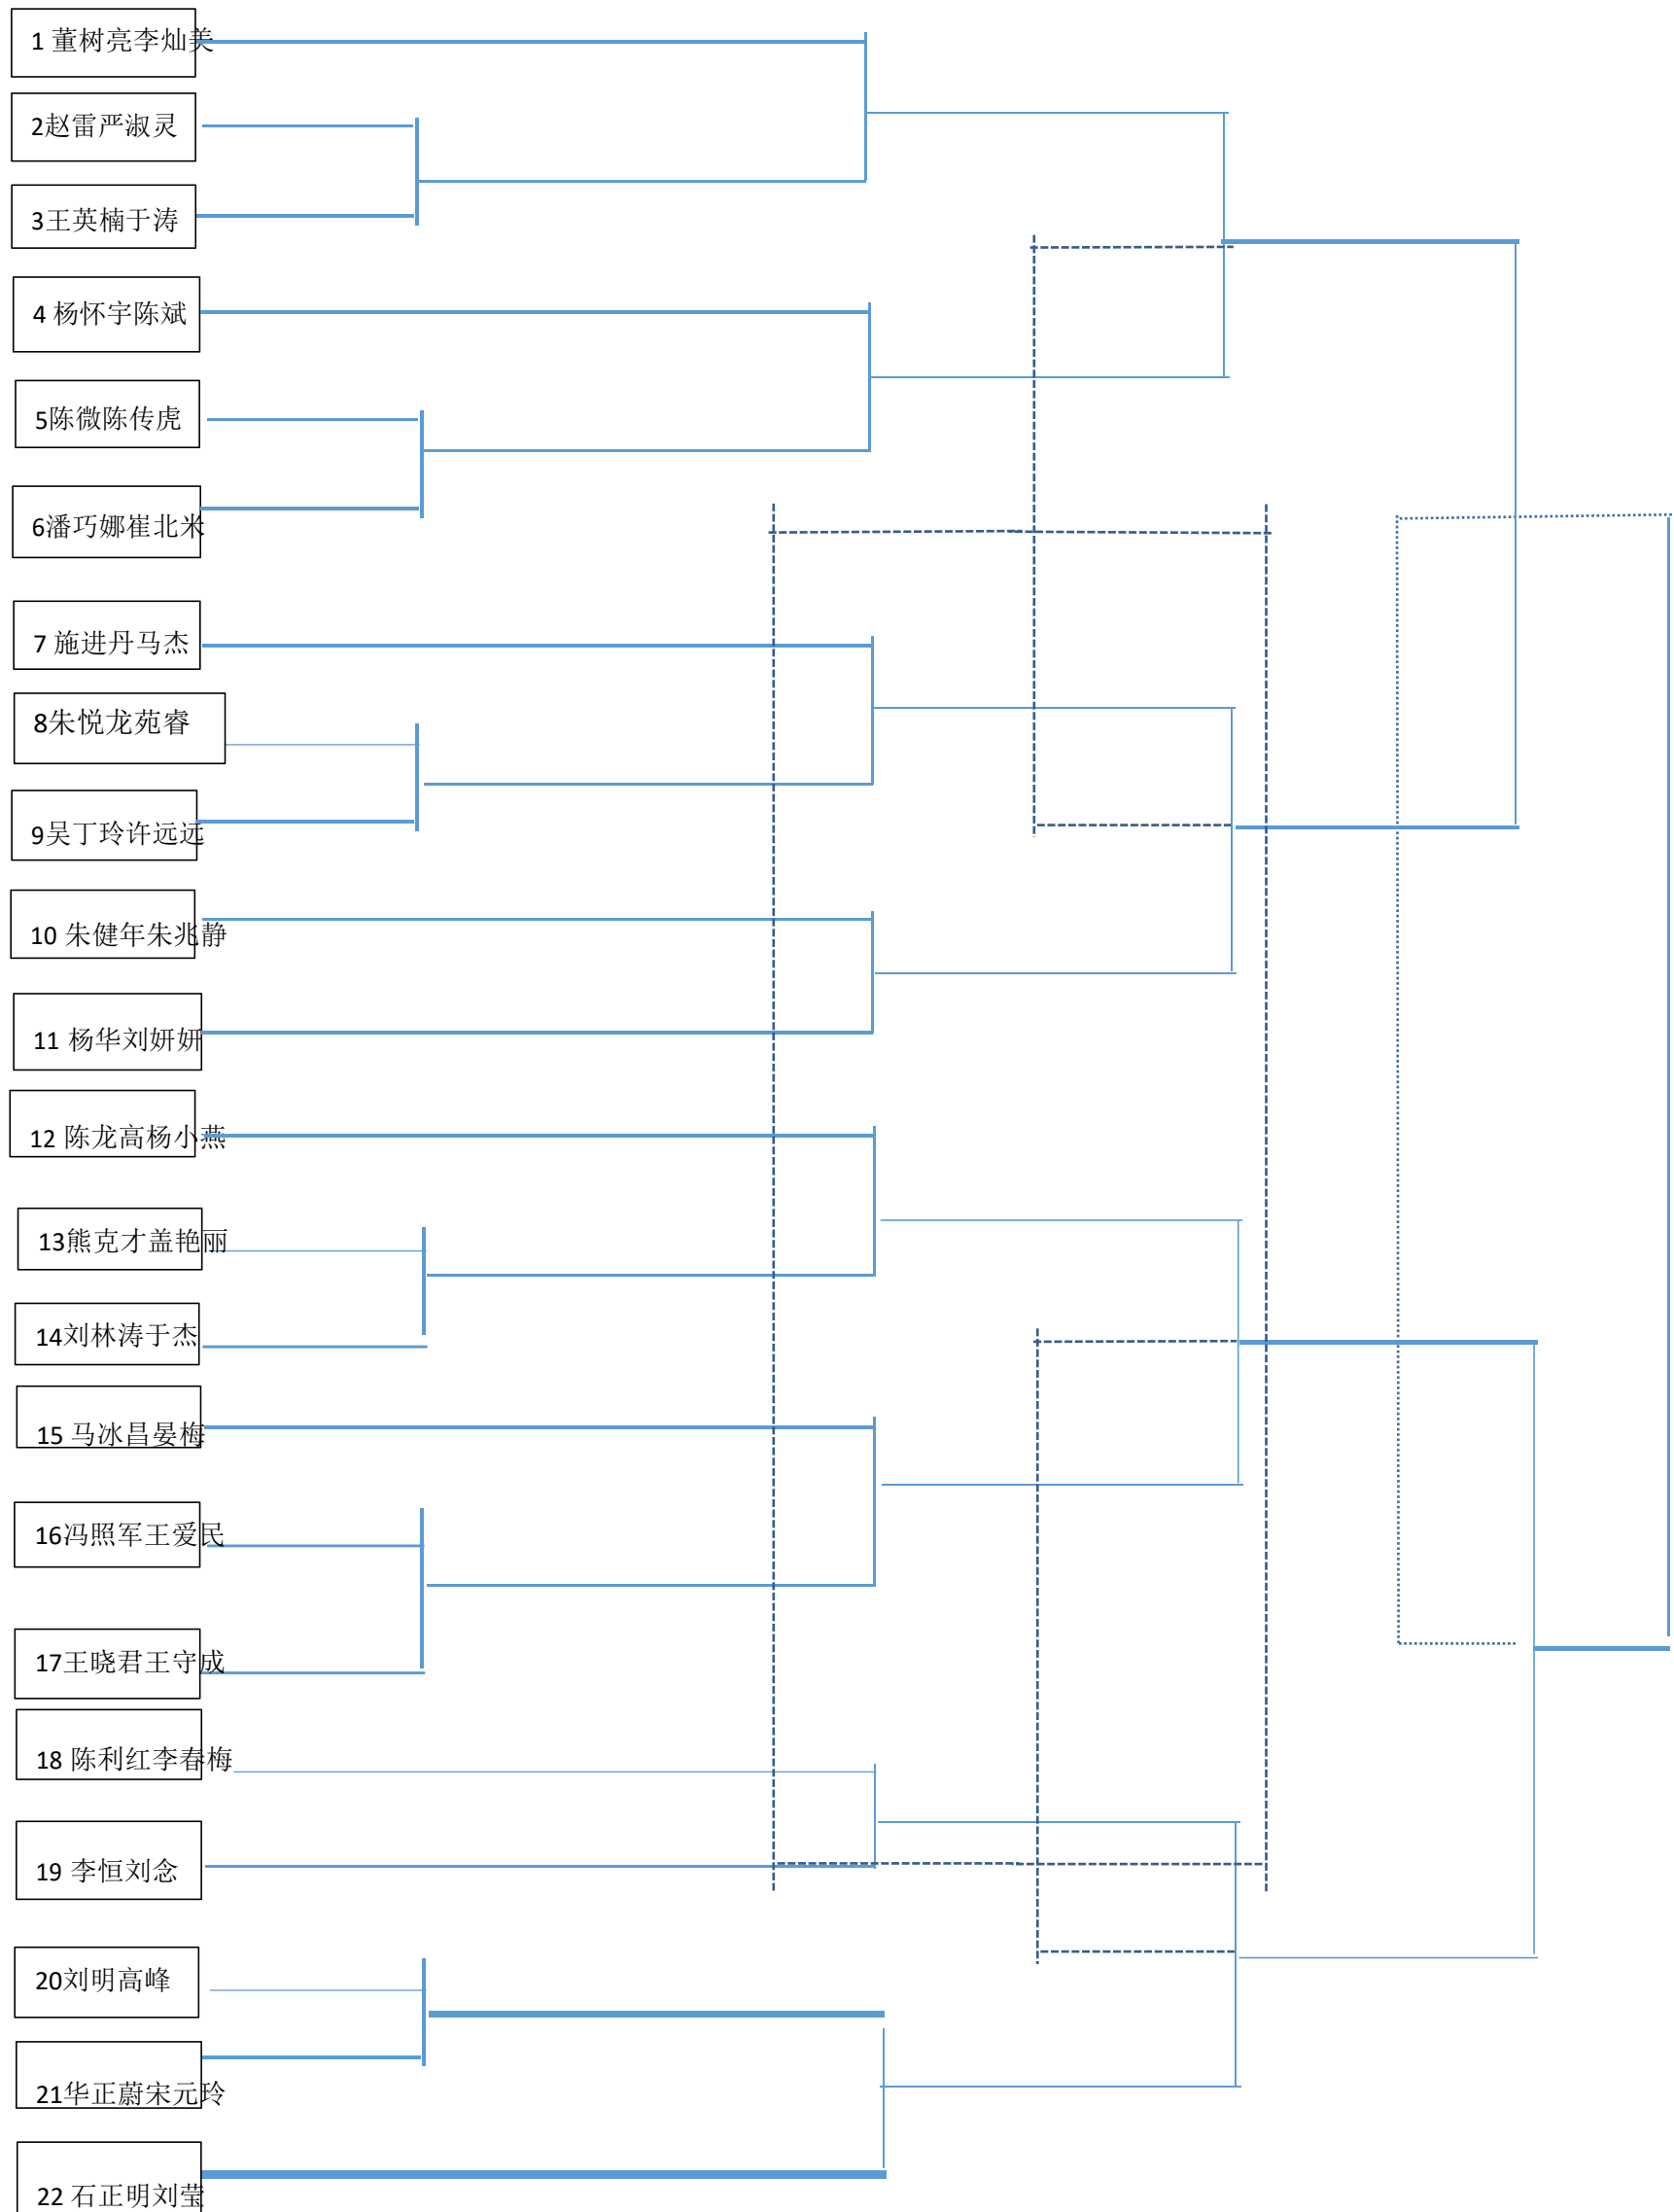 1 董树亮李灿美
2赵雷严淑灵
3王英楠于涛
4 杨怀宇陈斌
5陈微陈传虎
6潘巧娜崔北米
7 施进丹马杰
8朱悦龙苑睿
9吴丁玲许远远
10 朱健年朱兆静
11 杨华刘妍妍
12 陈龙高杨小燕
13熊克才盖艳丽
14刘林涛于杰
15 马冰昌晏梅
16冯照军王爱民
17王晓君王守成
18 陈利红李春梅
19 李恒刘念
20刘明高峰
21华正蔚宋元玲
22 石正明刘莹